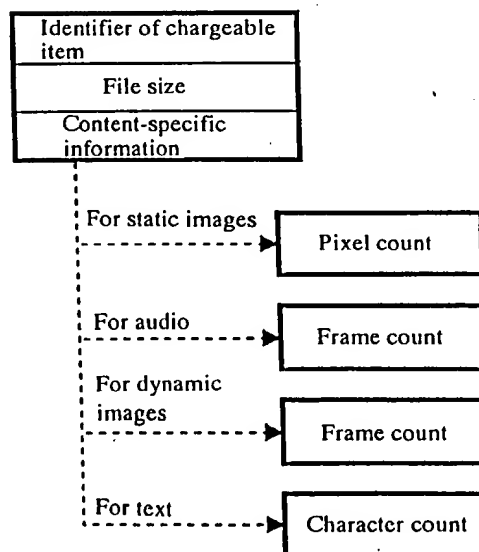 Identifier of chargeable
item
File size
Content-specific
information
For static images
Pixel count
For audio
Frame count
For dynamic
images
Frame count
For text
Character count